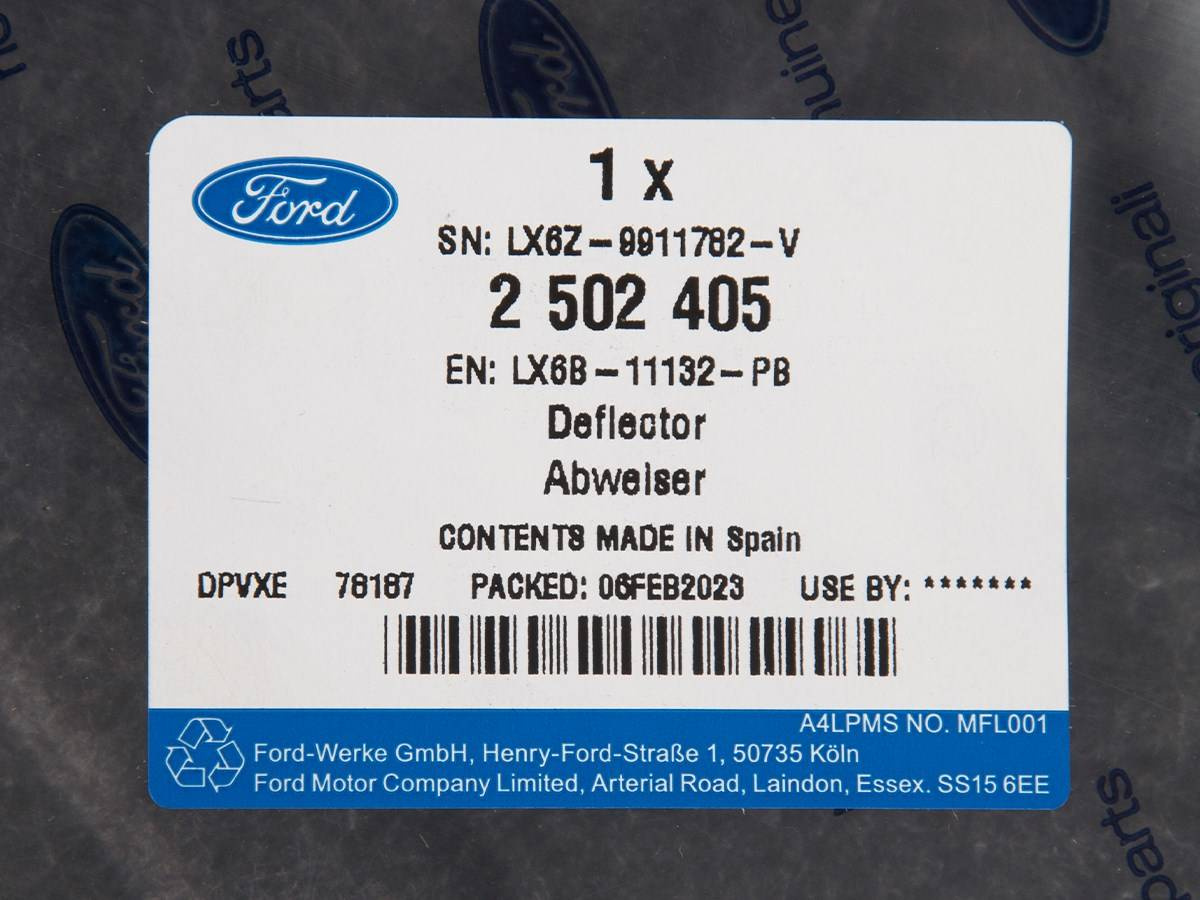 Ford
1 x
SN: LX6Z-9911782-V
2 502 405
EN: LX6B-11132-PB
Deflector
Abweiser
CONTENTS MADE IN Spain
DPVXE 78187 PACKED: 06FEB2023 USE BY: *******
A4LPMS NO. MFL001
Ford-Werke GmbH, Henry-Ford-Straße 1, 50735 Köln
Ford Motor Company Limited, Arterial Road, Laindon, Essex. SS15 6EE
parts